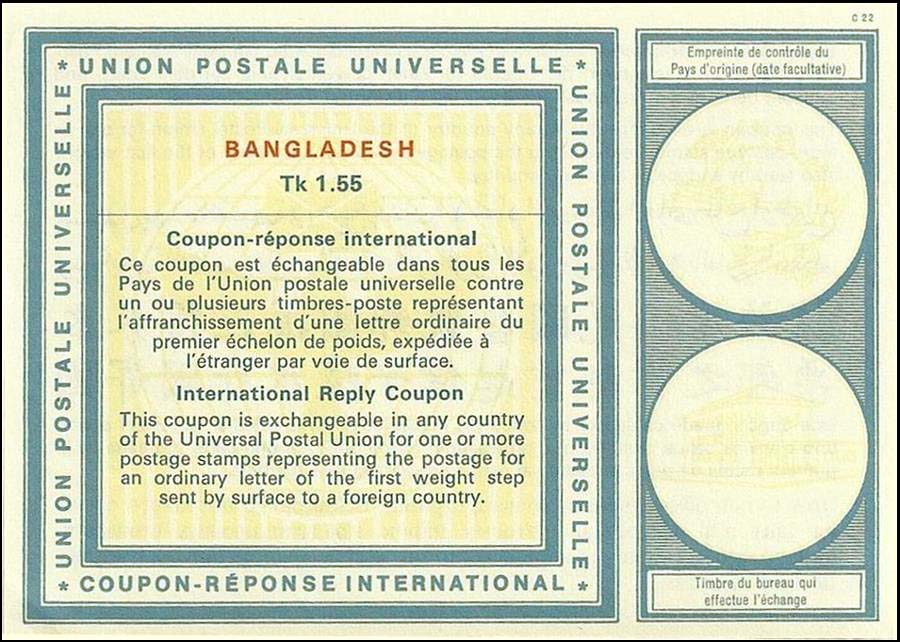 C 22
* UNION POSTALE UNIVERSELLE *
UNION POSTALE UNIVERSELLE
BANGLADESH
Tk 1.55
Coupon-réponse international
Ce coupon est échangeable dans tous les
Pays de l'Union postale universelle contre
un ou plusieurs timbres-poste représentant
l'affranchissement d'une lettre ordinaire du
premier échelon de poids, expédiée à
l'étranger par voie de surface.
International Reply Coupon
This coupon is exchangeable in any country
of the Universal Postal Union for one or more
postage stamps representing the postage for
an ordinary letter of the first weight step
sent by surface to a foreign country.
UNION POSTALE UNIVERSELLE
* COUPON-RÉPONSE INTERNATIONAL *
Empreinte de contrôle du
Pays d'origine (date facultative)
Timbre du bureau qui
effectue l'échange